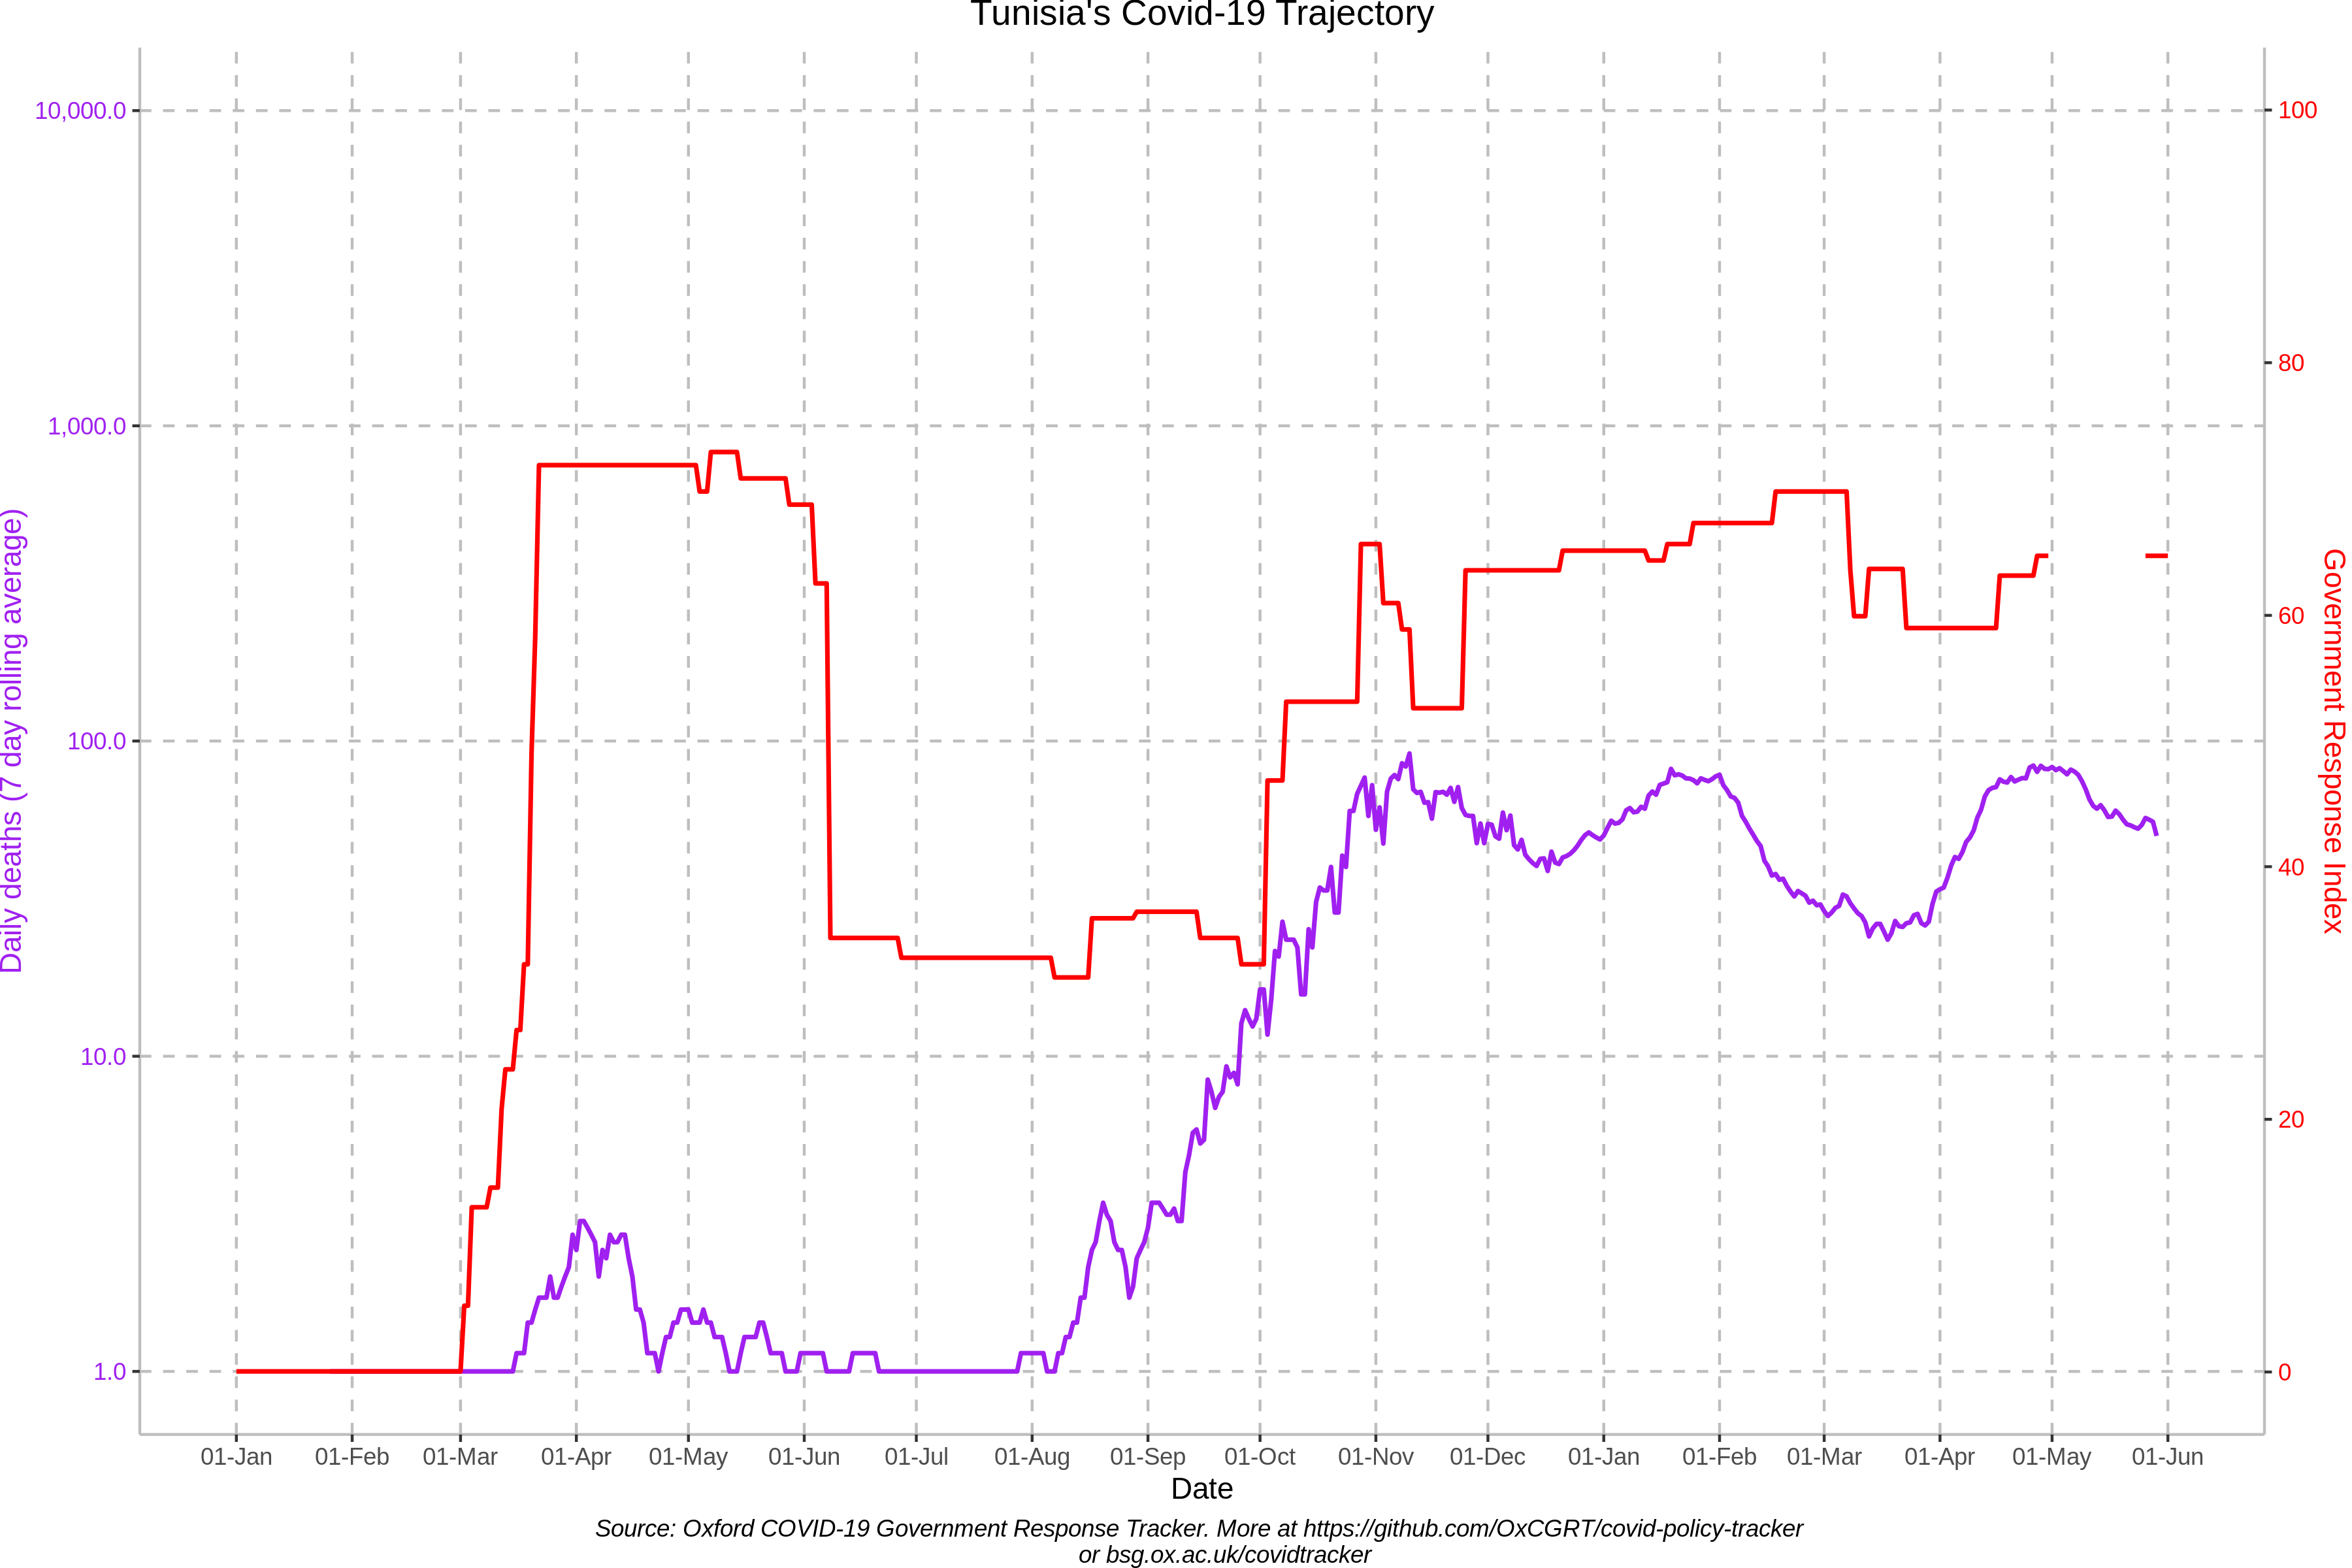 Tunisia's Covid-19 Trajectory
10,000.0
1,000.0
100.0
10.0
1.0
Daily deaths (7 day rolling average)
100
80
60
40
20
0
Government Response Index
01-Jan 01-Feb 01-Mar 01-Apr 01-May 01-Jun 01-Jul 01-Aug 01-Sep 01-Oct 01-Nov 01-Dec 01-Jan 01-Feb 01-Mar 01-Apr 01-May 01-Jun
Date
Source: Oxford COVID-19 Government Response Tracker. More at https://github.com/OxCGRT/covid-policy-tracker
or bsg.ox.ac.uk/covidtracker